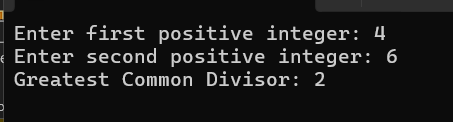 Enter first positive integer: 4
Enter second positive integer: 6
Greatest Common Divisor: 2